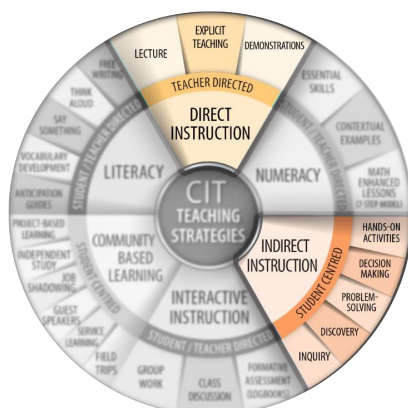 LECTURE
EXPLICIT
TEACHING
DEMONSTRATIONS
TEACHER DIRECTED
DIRECT
INSTRUCTION
ESSENTIAL
SKILLS
CONTEXTUAL
EXAMPLES
MATH
ENHANCED
LESSONS
(7-STEP MODEL)
STUDENT / TEACHER DIRECTED
NUMERACY
HANDS-ON
ACTIVITIES
DECISION
MAKING
PROBLEM-
SOLVING
DISCOVERY
INQUIRY
STUDENT CENTRED
INDIRECT
INSTRUCTION
FORMATIVE
ASSESSMENT
(LOGBOOKS)
CLASS
DISCUSSION
GROUP
WORK
STUDENT / TEACHER DIRECTED
INTERACTIVE
INSTRUCTION
FIELD
TRIPS
SERVICE
LEARNING
GUEST
SPEAKERS
JOB
SHADOWING
INDEPENDENT
STUDY
PROJECT-BASED
LEARNING
STUDENT CENTRED
COMMUNITY
BASED
LEARNING
ANTICIPATION
GUIDES
VOCABULARY
DEVELOPMENT
SAY
SOMETHING
THINK
ALOUD
FREE
WRITING
STUDENT / TEACHER DIRECTED
LITERACY
CIT
TEACHING
STRATEGIES